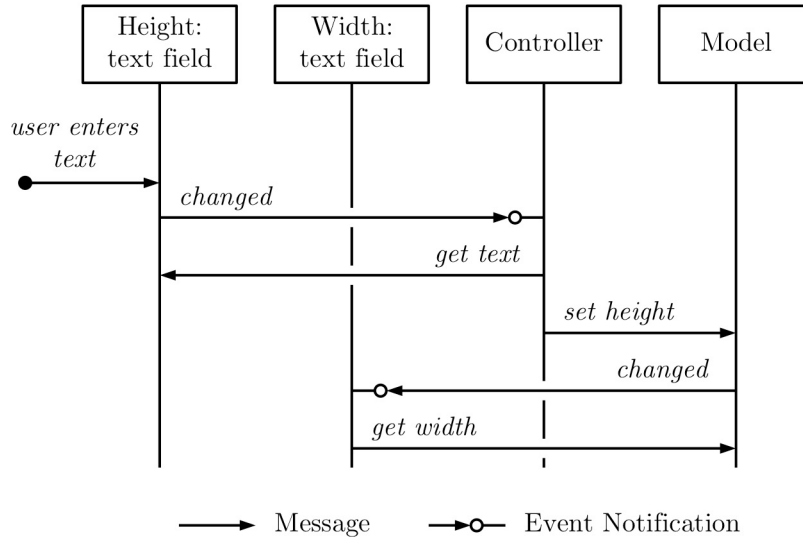 Height:
text field
Width:
text field
Controller
Model
user enters
text
changed
get text
set height
changed
get width
Message
Event Notification